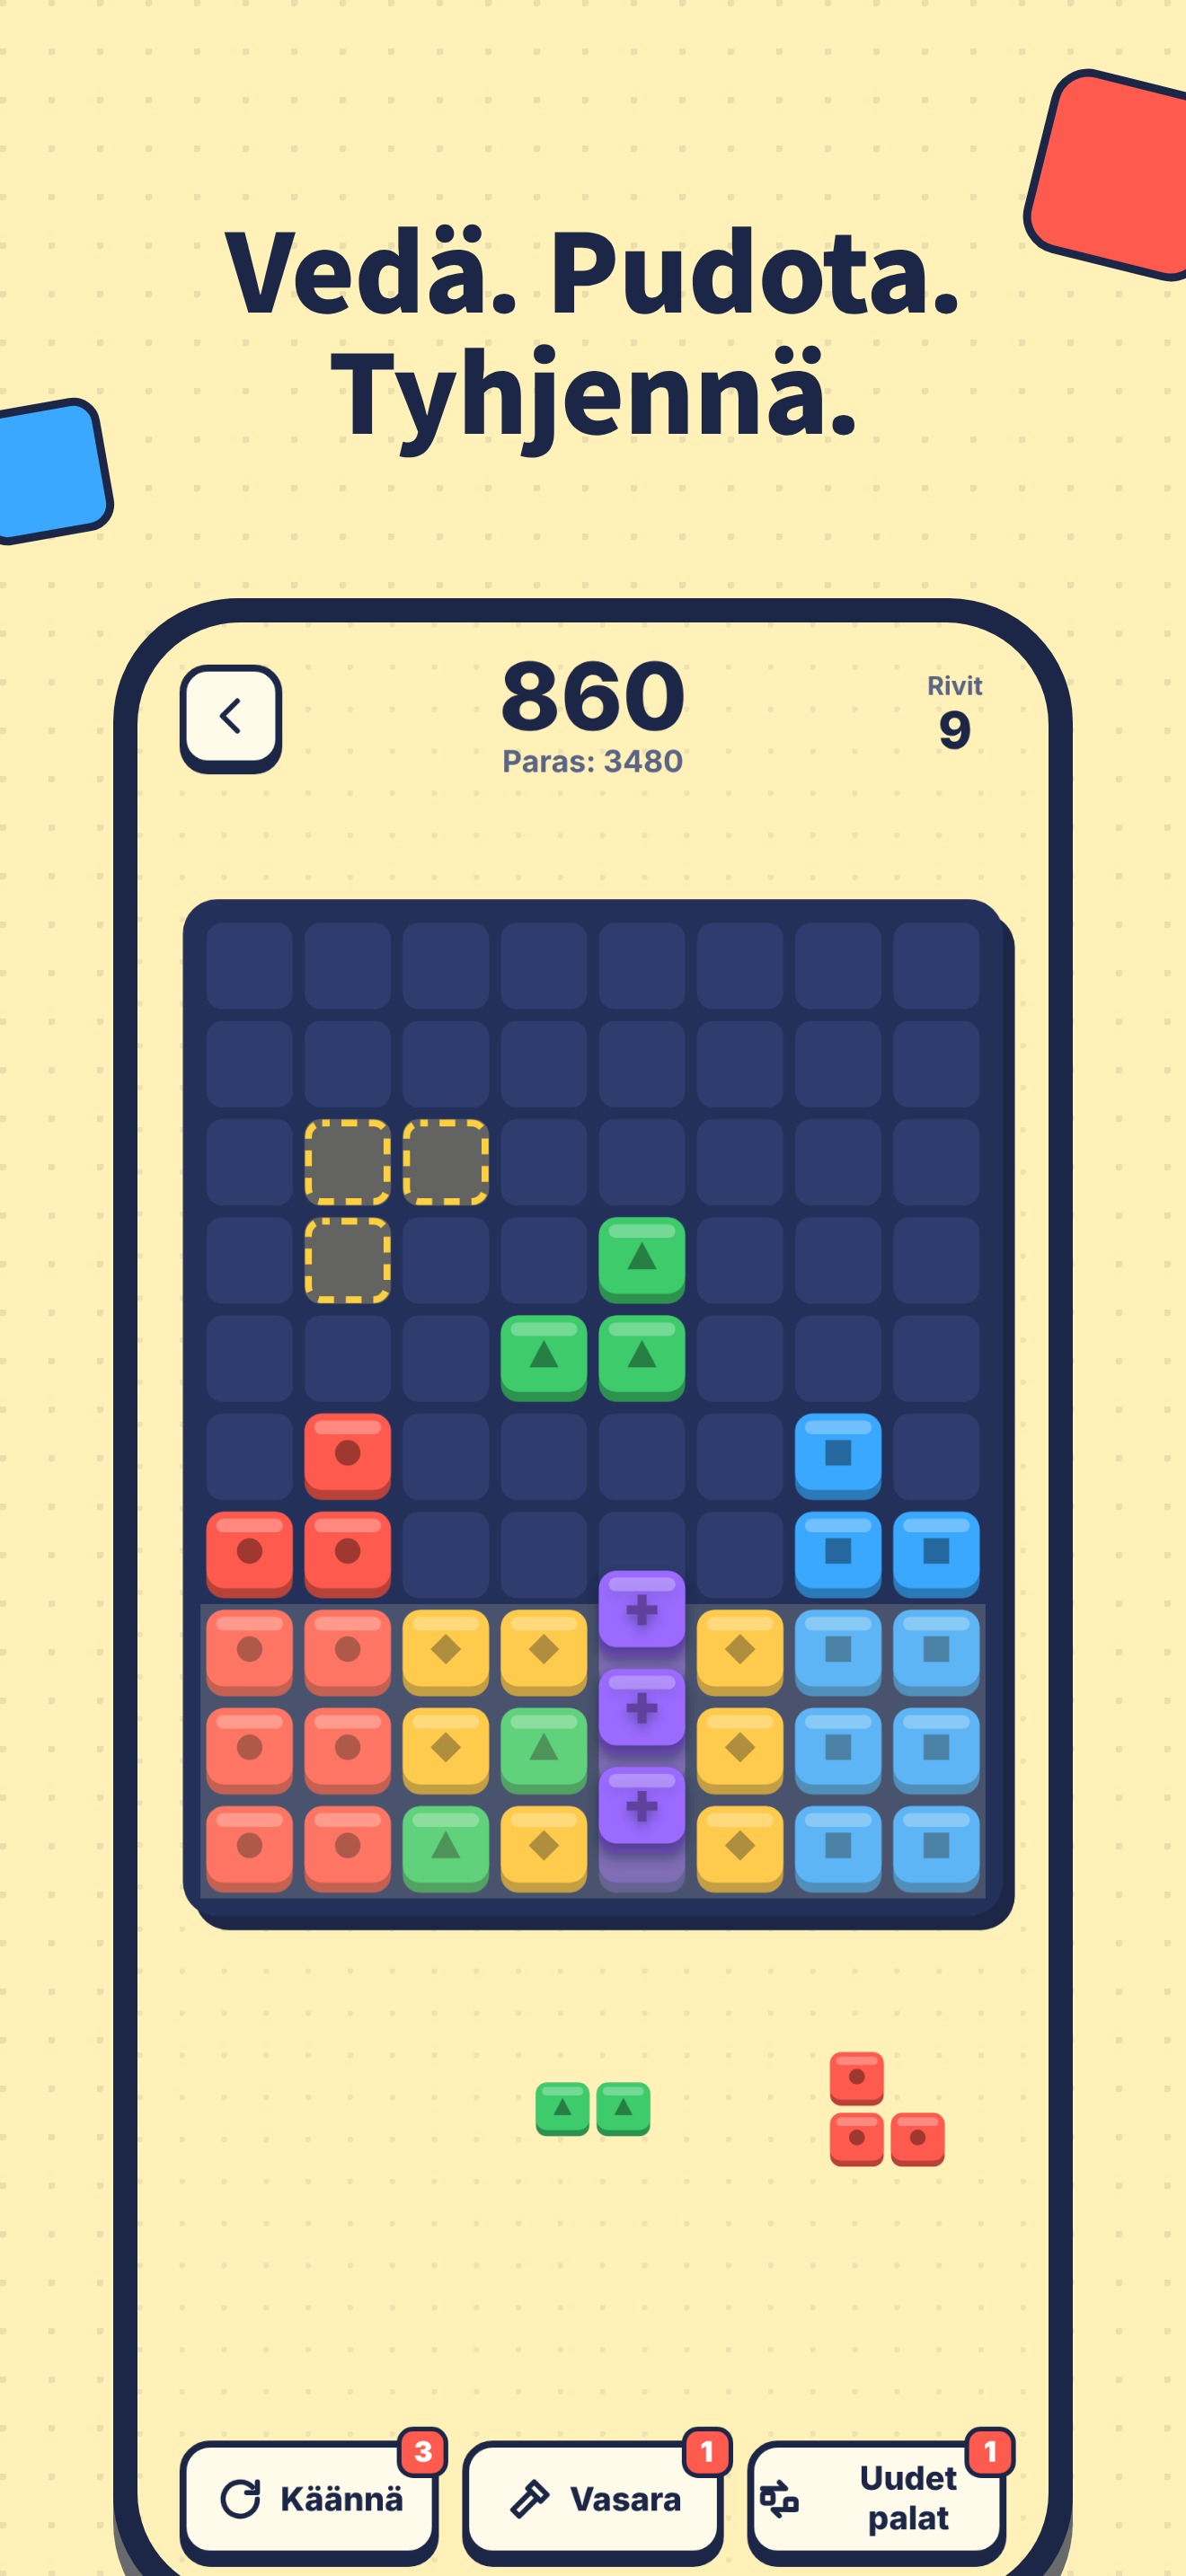 Vedä. Pudota.
Tyhjennä.
860
Paras: 3480
Rivit
9
3
Käännä
1
Vasara
1
Uudet
palat